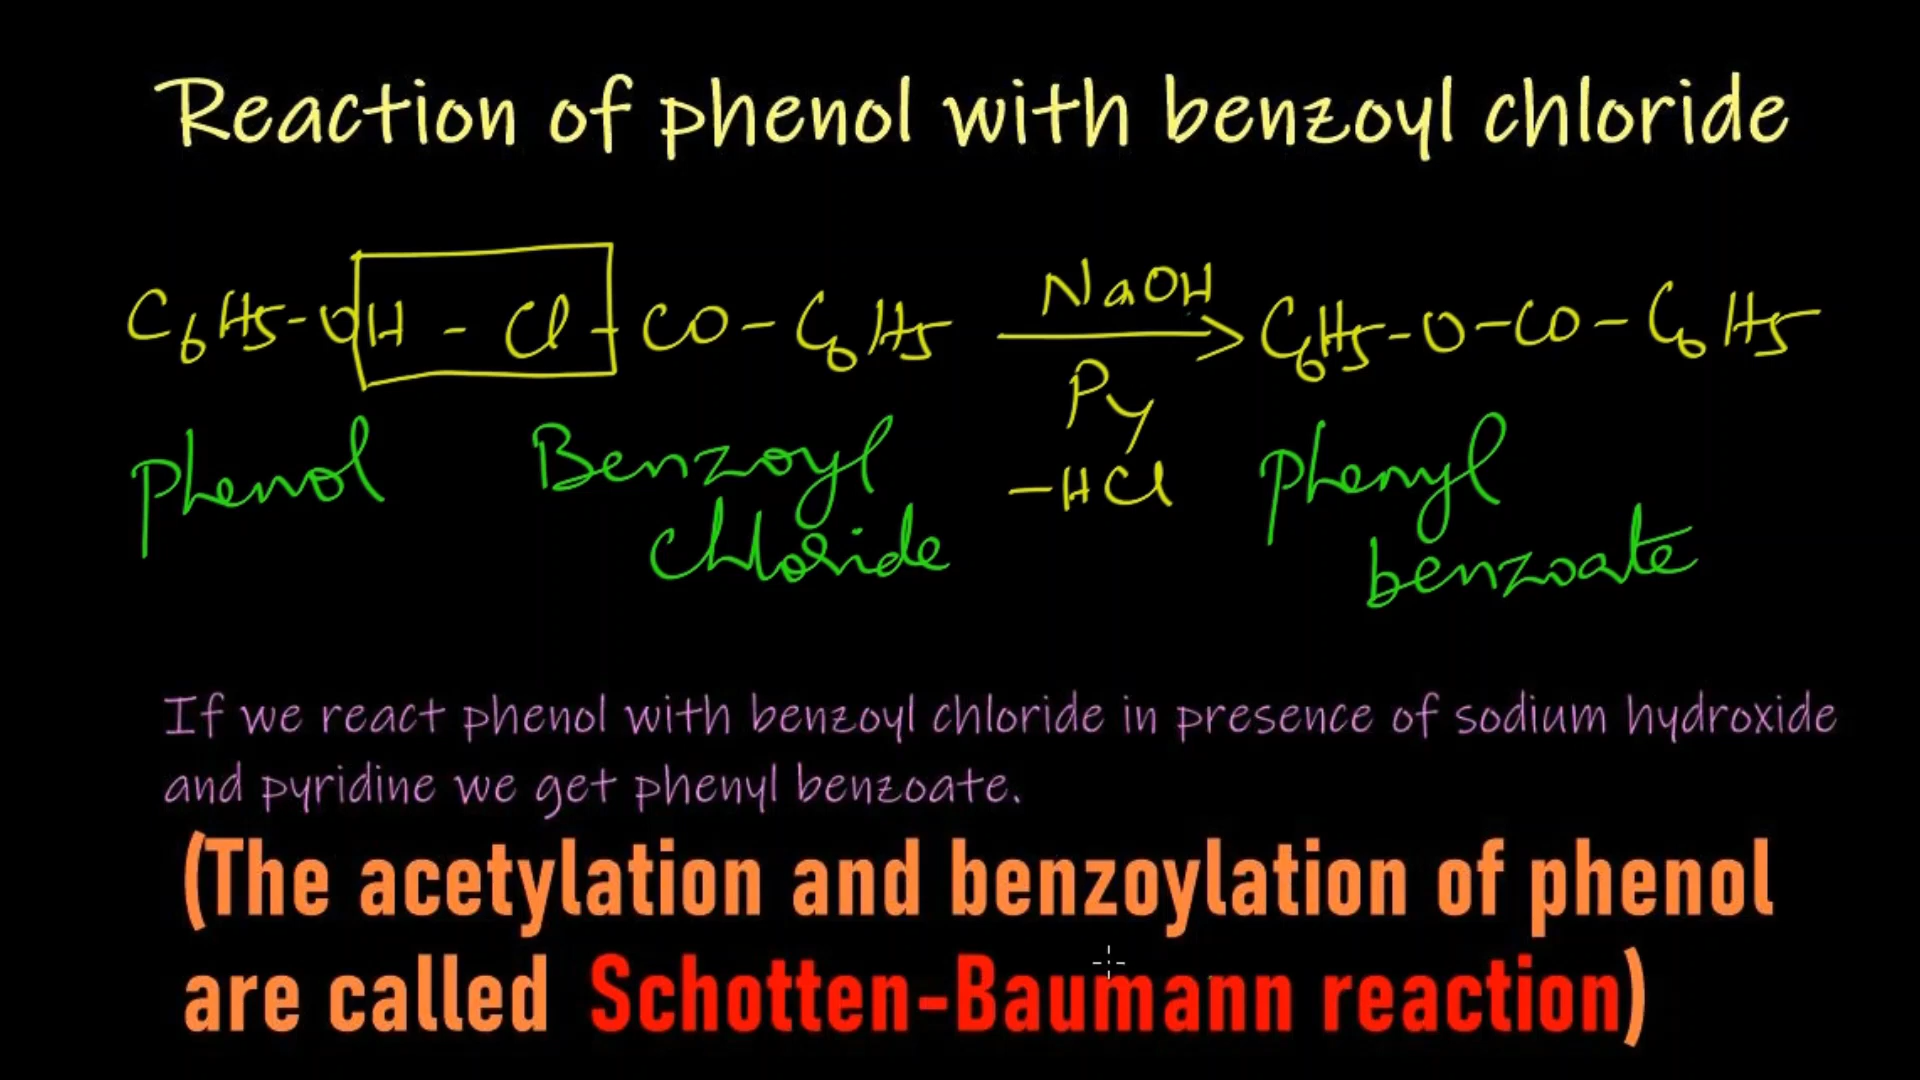 Reaction of phenol with benzoyl chloride
C6H5-OH - Cl - CO - C6H5 NaOH C6H5-O-CO-C6H5
Py
-HCl
Phenol Benzoyl chloride Phenyl benzoate
If we react phenol with benzoyl chloride in presence of sodium hydroxide
and pyridine we get phenyl benzoate.
(The acetylation and benzoylation of phenol
are called Schotten-Baumann reaction)